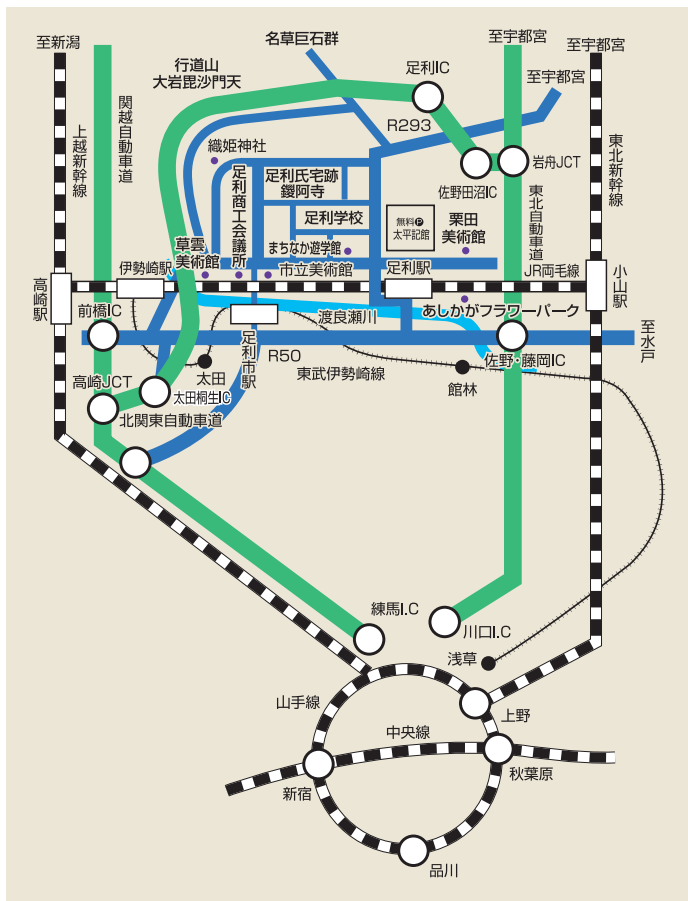 名草巨石群
至新潟
至宇都宮
至宇都宮
至宇都宮
行道山
大岩毘沙門天
足利IC
関越自動車道
上越新幹線
R293
織姫神社
足利氏宅跡
鑁阿寺
足利学校
まちなか遊学館
足利商工会議所
無料P
太平記館
栗田
美術館
佐野田沼IC
岩舟JCT
東北自動車道
東北新幹線
草雲
美術館
市立美術館
伊勢崎駅
足利駅
JR両毛線
高崎駅
小山駅
前橋IC
足利市駅
渡良瀬川
あしかがフラワーパーク
至水戸
R50
佐野・藤岡IC
太田
東武伊勢崎線
館林
高崎JCT
太田桐生IC
北関東自動車道
練馬I.C
川口I.C
浅草
山手線
上野
中央線
新宿
秋葉原
品川